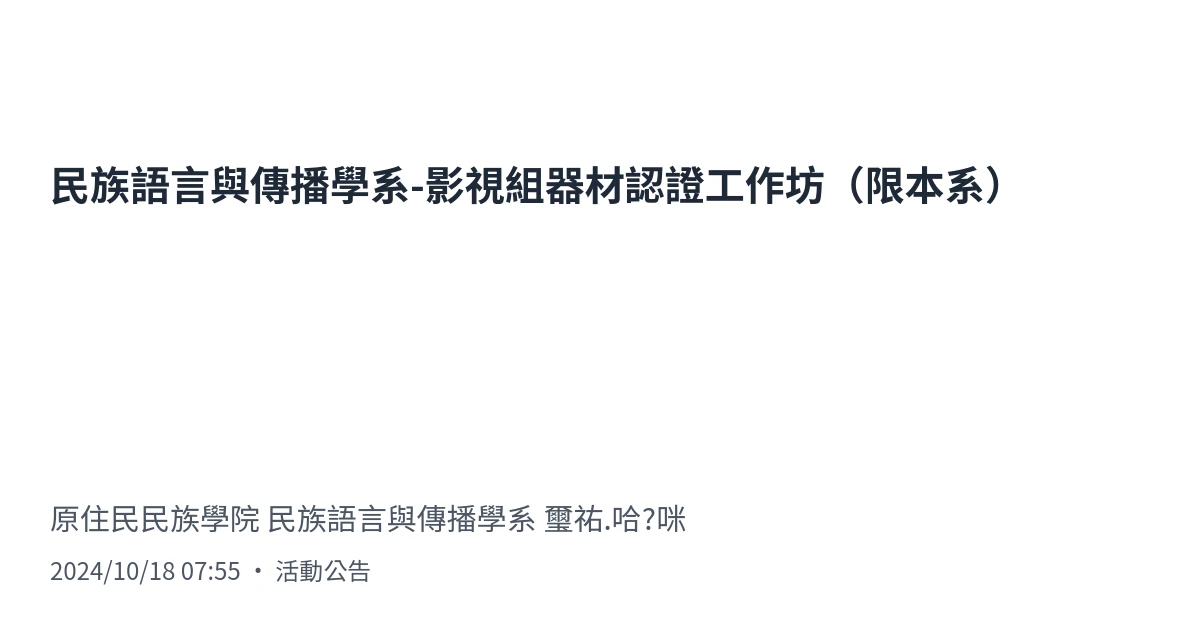 民族語言與傳播學系-影視組器材認證工作坊（限本系）
原住民民族學院 民族語言與傳播學系 璽祐.哈?咪
2024/10/18 07:55 • 活動公告